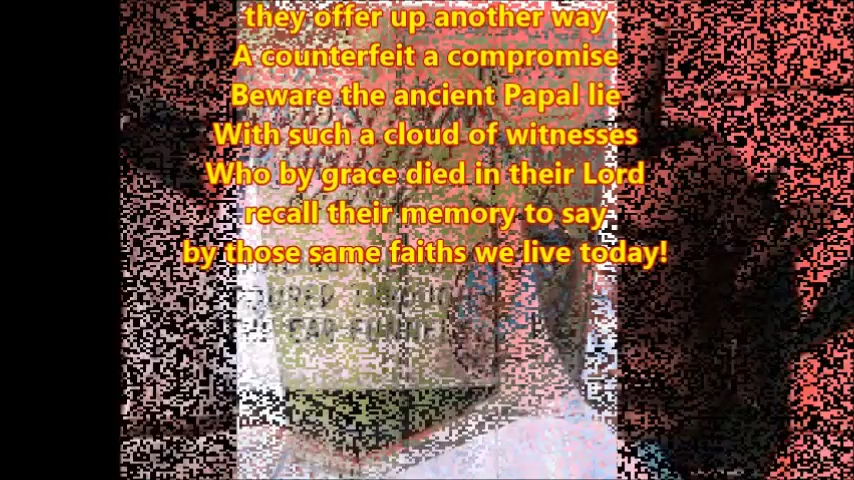 they offer up another way
A counterfeit a compromise
Beware the ancient Papal lie
With such a cloud of witnesses
Who by grace died in their Lord
recall their memory to say
by those same faiths we live today!